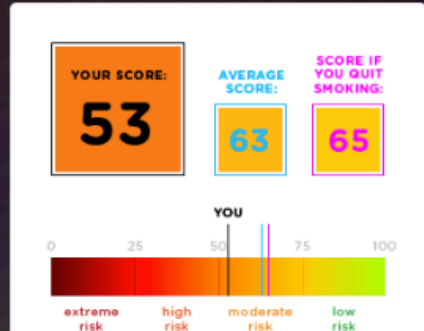 YOUR SCORE:
53
AVERAGE
SCORE:
63
SCORE IF
YOU QUIT
SMOKING:
65
YOU
0 25 50 75 100
extreme risk
high risk
moderate risk
low risk